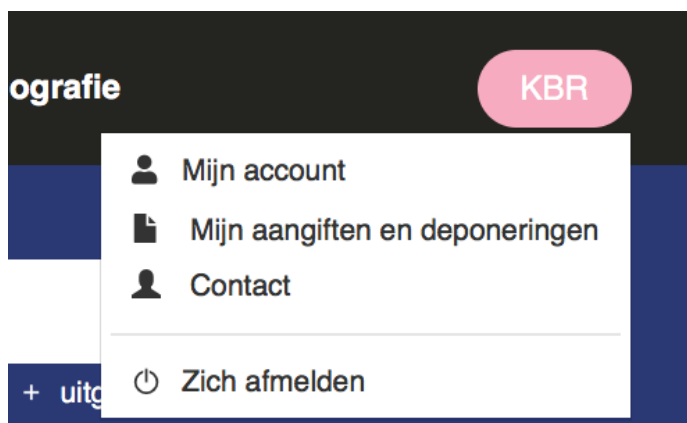 ografie
KBR
Mijn account
Mijn aangiften en deponeringen
Contact
+ uitg
Zich afmelden